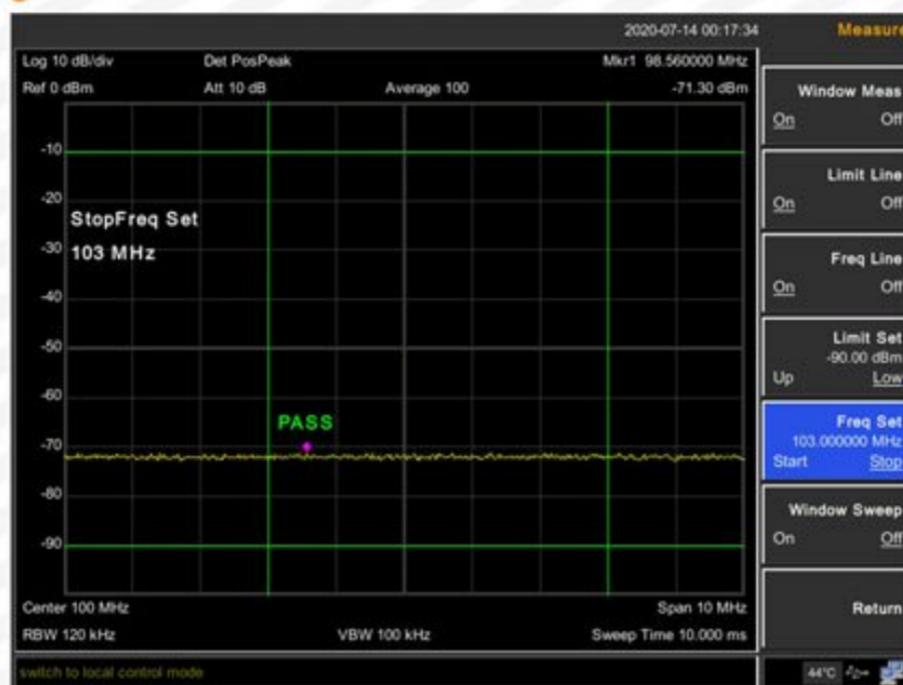 2020-07-14 00:17:34
Measure
Log 10 dB/div Det PosPeak Mkr1 98.560000 MHz
Ref 0 dBm Att 10 dB Average 100 -71.30 dBm
-10
-20
StopFreq Set
-30
103 MHz
-40
-50
-60
PASS
-70
-80
-90
Center 100 MHz Span 10 MHz
RBW 120 kHz VBW 100 kHz Sweep Time 10.000 ms
switch to local control mode
Window Meas
On Off
Limit Line
On Off
Freq Line
On Off
Limit Set
-90.00 dBm
Up Low
Freq Set
103.000000 MHz
Start Stop
Window Sweep
On Off
Return
44°C